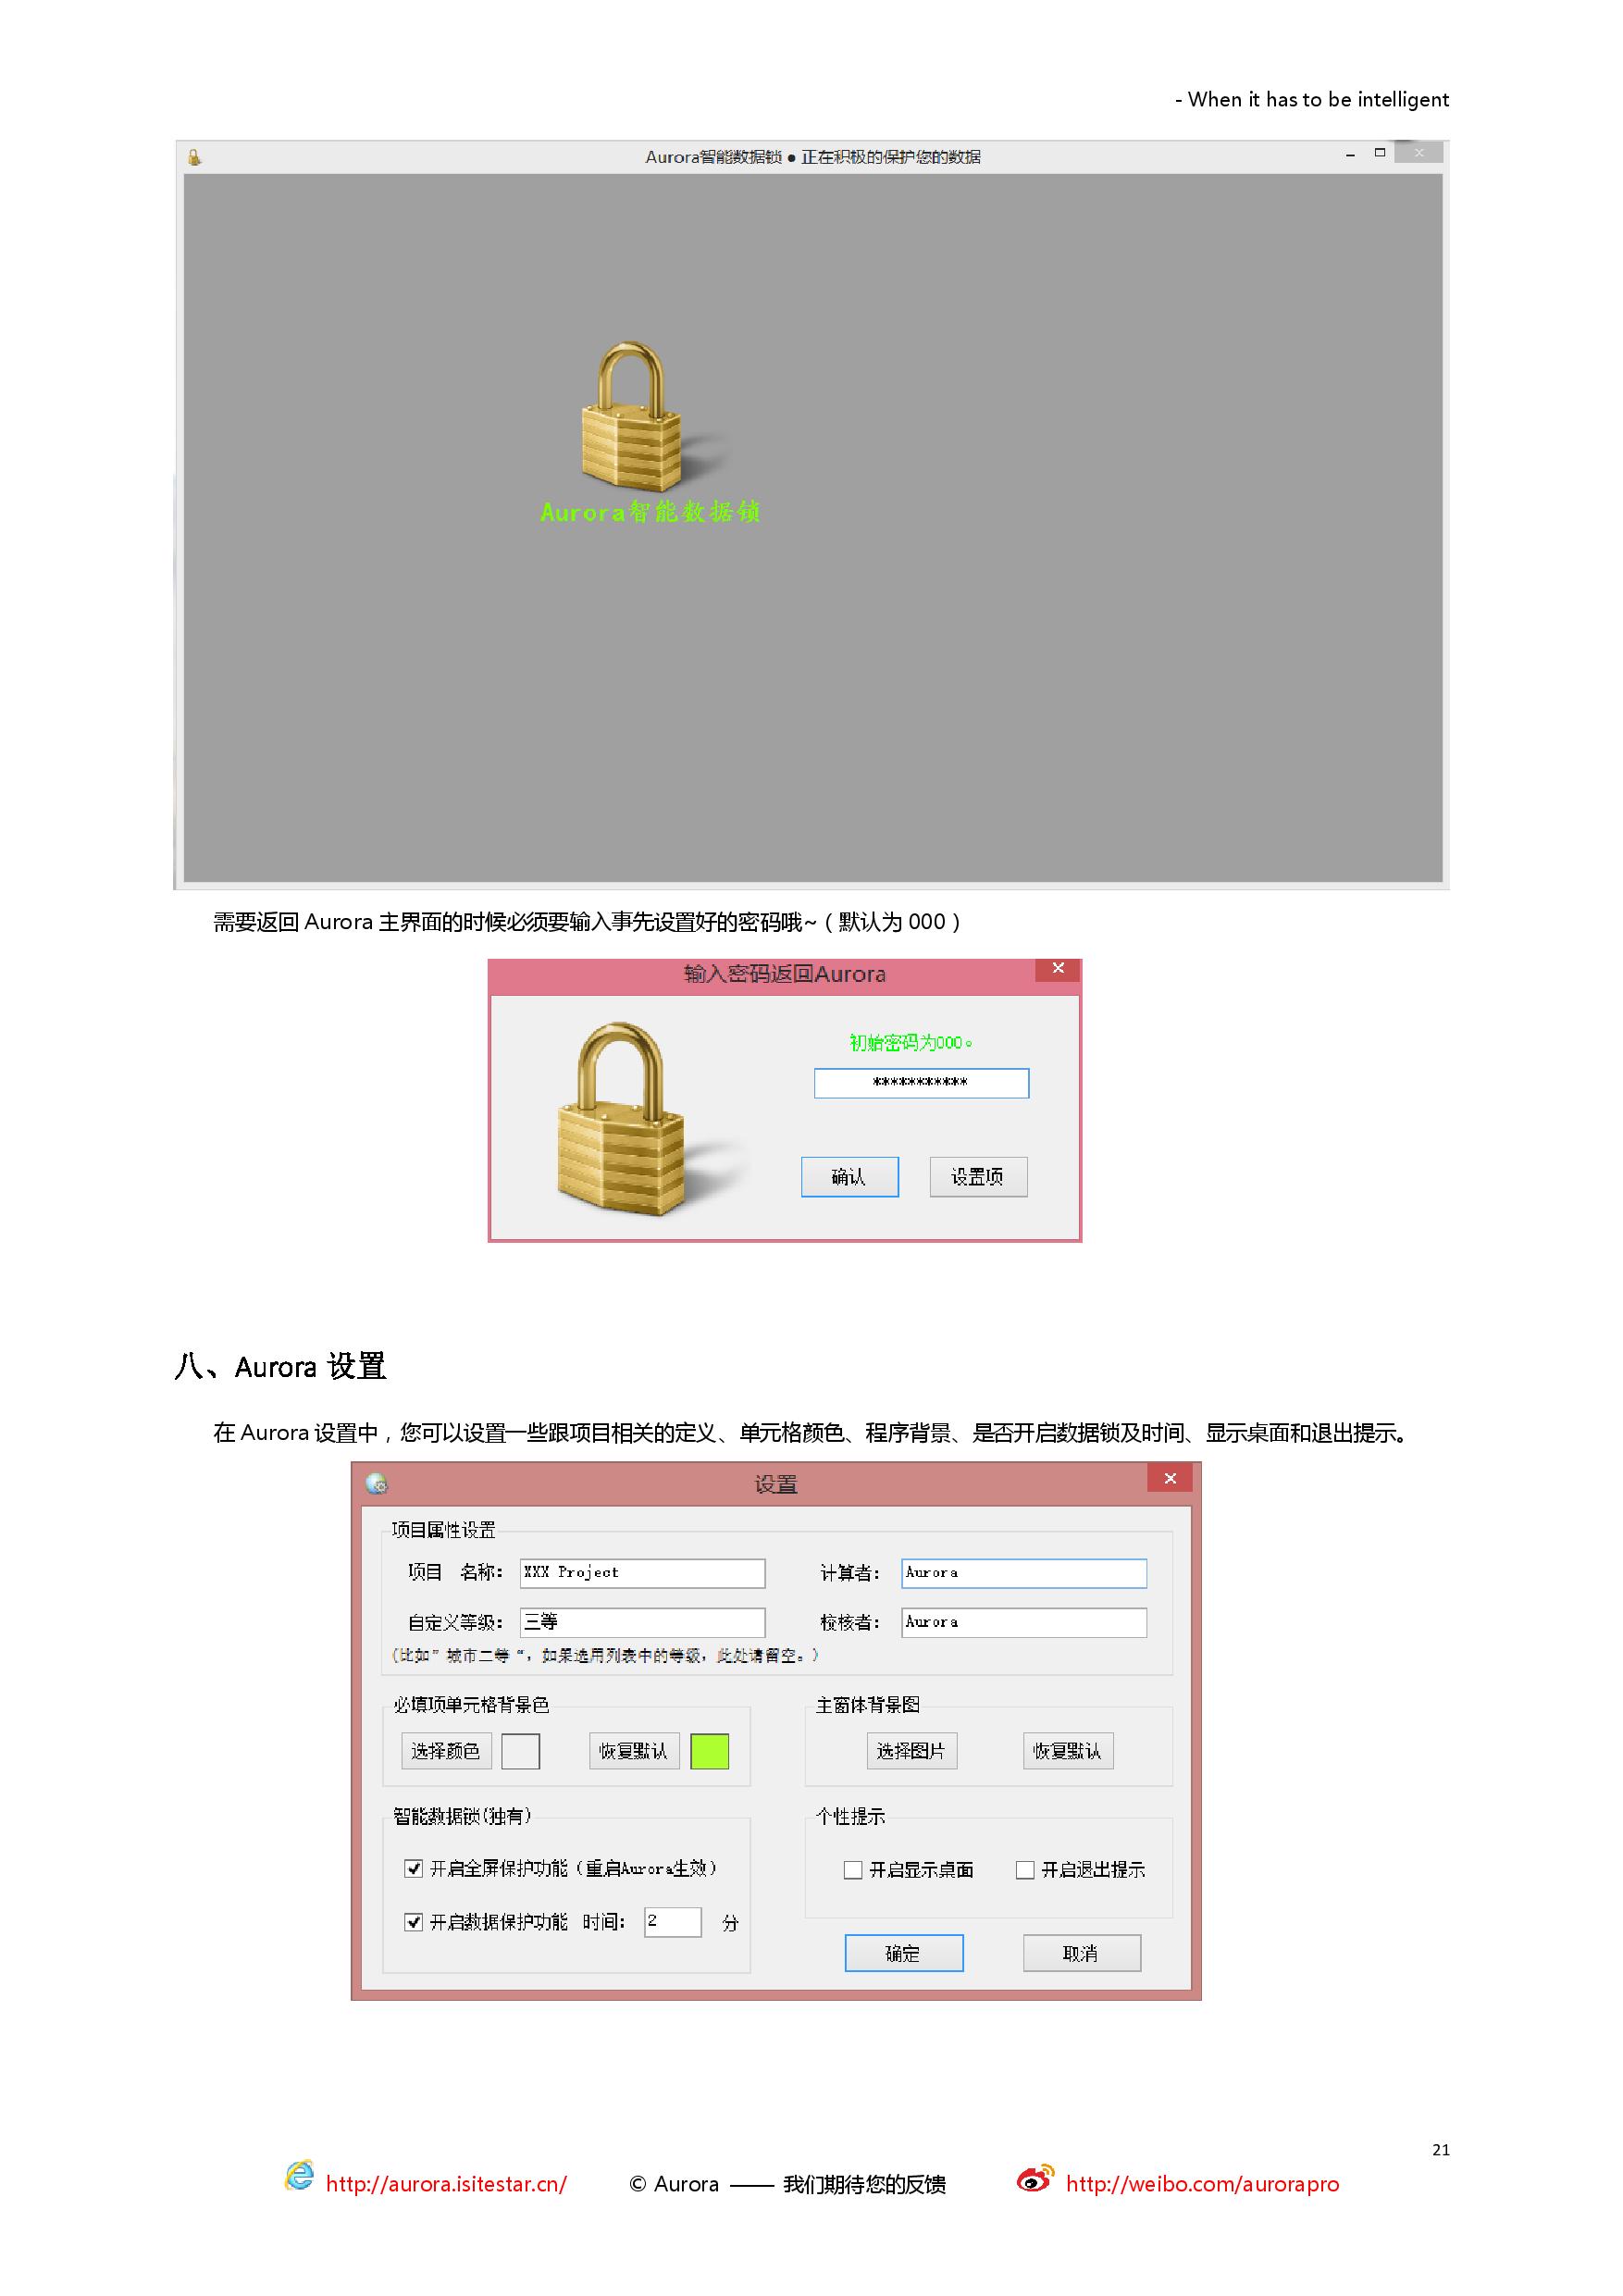 - When it has to be intelligent
Aurora智能数据锁 ● 正在积极的保护您的数据
Aurora智能数据锁
需要返回 Aurora 主界面的时候必须要输入事先设置好的密码哦~（默认为 000）
输入密码返回Aurora
初始密码为000。
***********
确认 设置项
八、Aurora 设置
在 Aurora 设置中，您可以设置一些跟项目相关的定义、单元格颜色、程序背景、是否开启数据锁及时间、显示桌面和退出提示。
设置
项目属性设置
项目 名称： XXX Project 计算者： Aurora
自定义等级： 三等 校核者： Aurora
(比如”城市二等“，如果选用列表中的等级，此处请留空。)
必填项单元格背景色 主窗体背景图
选择颜色 恢复默认 选择图片 恢复默认
智能数据锁(独有) 个性提示
开启全屏保护功能（重启Aurora生效） 开启显示桌面 开启退出提示
开启数据保护功能 时间： 2 分
确定 取消
21
http://aurora.isitestar.cn/ © Aurora —— 我们期待您的反馈 http://weibo.com/aurorapro